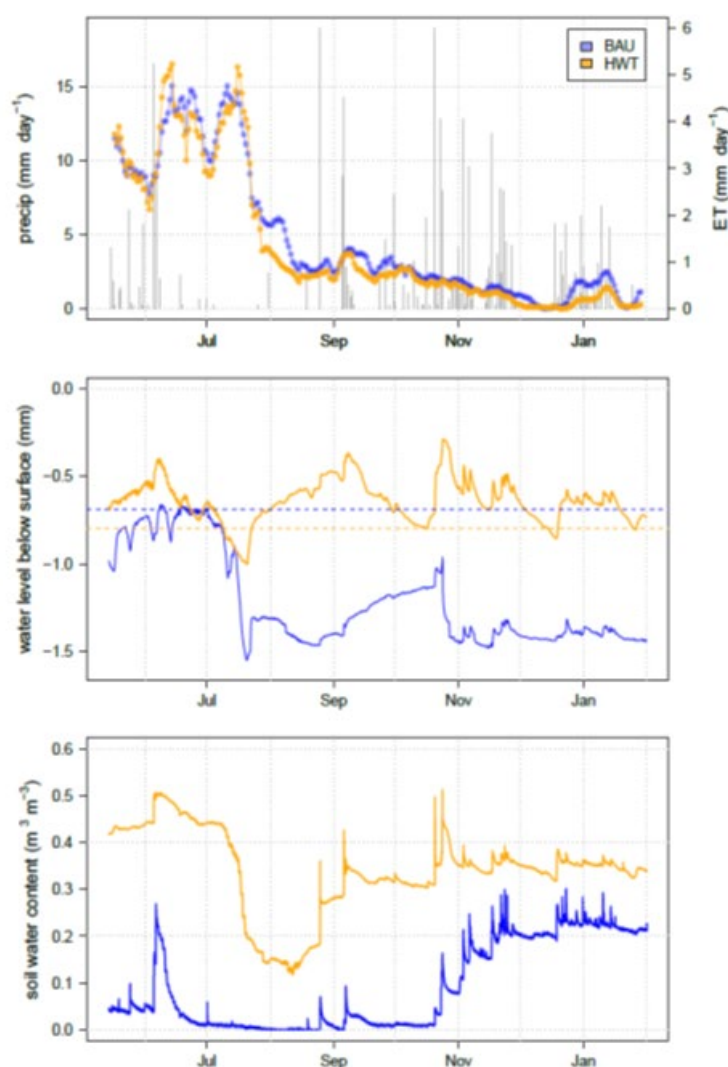 precip (mm day⁻¹)
15
10
5
0
BAU
HWT
6
5
4
3
2
1
0
ET (mm day⁻¹)
Jul
Sep
Nov
Jan
water level below surface (mm)
0.0
−0.5
−1.0
−1.5
Jul
Sep
Nov
Jan
soil water content (m³ m⁻³)
0.6
0.5
0.4
0.3
0.2
0.1
0.0
Jul
Sep
Nov
Jan